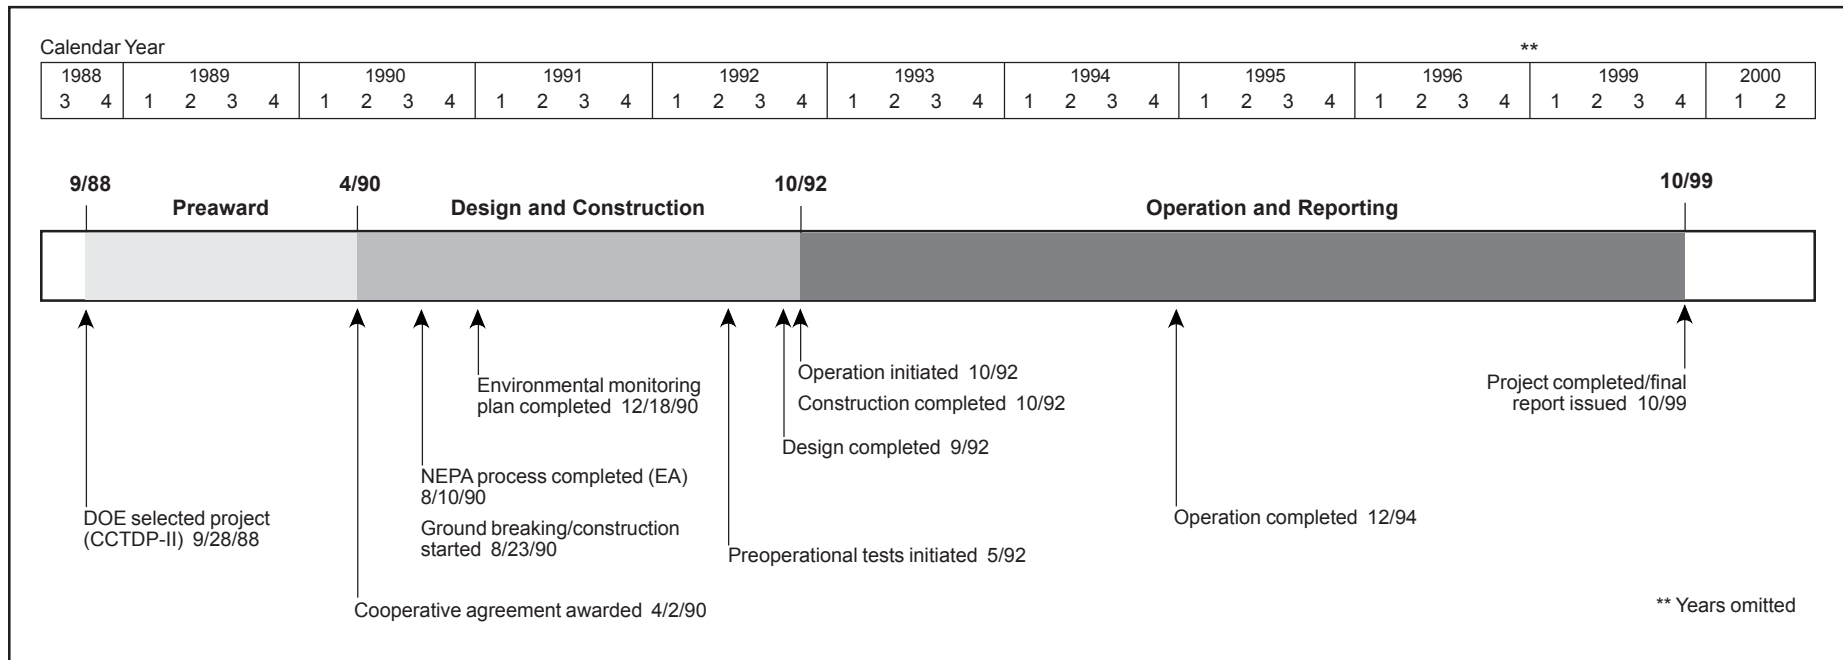 Calendar Year
**
1988 1989 1990 1991 1992 1993 1994 1995 1996 1999 2000
3 4 1 2 3 4 1 2 3 4 1 2 3 4 1 2 3 4 1 2 3 4 1 2 3 4 1 2 3 4 1 2 3 4 1 2 3 4 1 2
9/88 4/90 10/92 10/99
Preaward Design and Construction Operation and Reporting
Operation initiated 10/92
Construction completed 10/92
Design completed 9/92
Environmental monitoring
plan completed 12/18/90
Project completed/final
report issued 10/99
NEPA process completed (EA)
8/10/90
Ground breaking/construction
started 8/23/90
DOE selected project
(CCTDP-II) 9/28/88
Operation completed 12/94
Preoperational tests initiated 5/92
Cooperative agreement awarded 4/2/90
** Years omitted